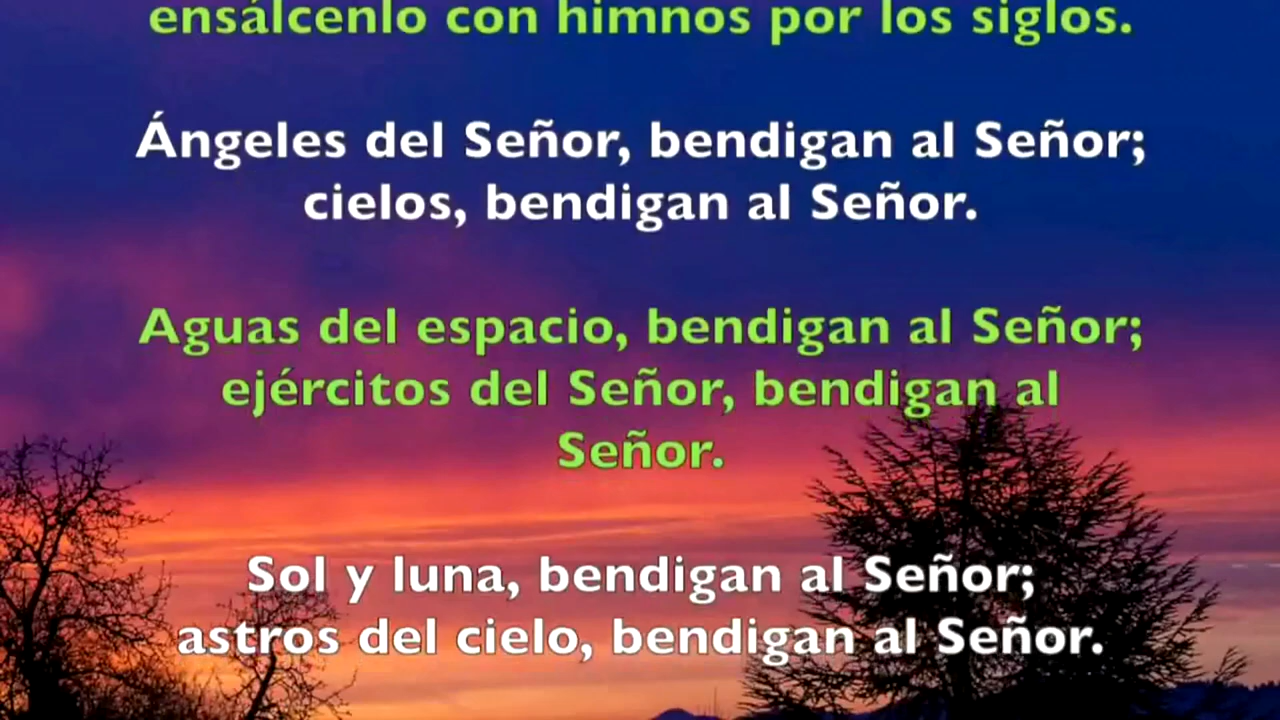 ensálcenlo con himnos por los siglos.
Ángeles del Señor, bendigan al Señor;
cielos, bendigan al Señor.
Aguas del espacio, bendigan al Señor;
ejércitos del Señor, bendigan al
Señor.
Sol y luna, bendigan al Señor;
astros del cielo, bendigan al Señor.